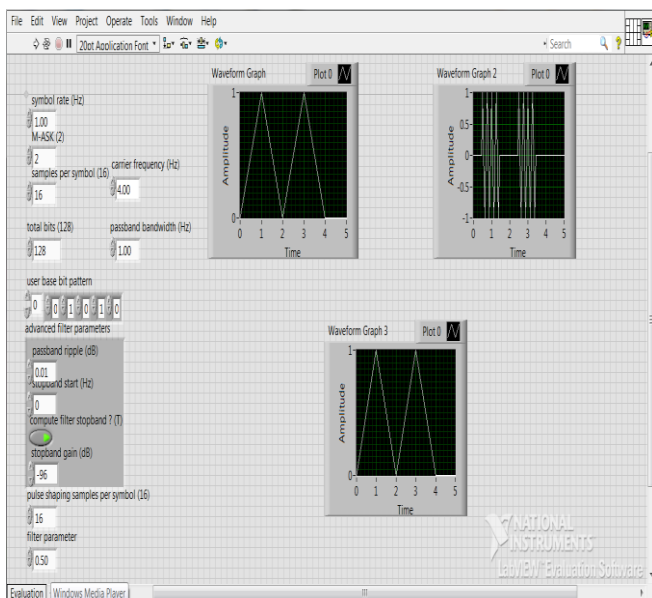 File Edit View Project Operate Tools Window Help
20pt Application Font
Search
symbol rate (Hz)
1.00
M-ASK (2)
2
samples per symbol (16)
16
carrier frequency (Hz)
4.00
total bits (128)
128
passband bandwidth (Hz)
1.00
user base bit pattern
0 0 1 0 1 0
advanced filter parameters
passband ripple (dB)
0.01
stopband start (Hz)
0
compute filter stopband ? (T)
stopband gain (dB)
-96
pulse shaping samples per symbol (16)
16
filter parameter
0.50
Waveform Graph Plot 0
Amplitude
1-
0-
0 1 2 3 4 5
Time
Waveform Graph 2 Plot 0
Amplitude
1-
0.5-
0-
-0.5-
-1-
0 1 2 3 4 5
Time
Waveform Graph 3 Plot 0
Amplitude
1-
0-
0 1 2 3 4 5
Time
NATIONAL
INSTRUMENTS
LabVIEW Evaluation Software
Evaluation Windows Media Player